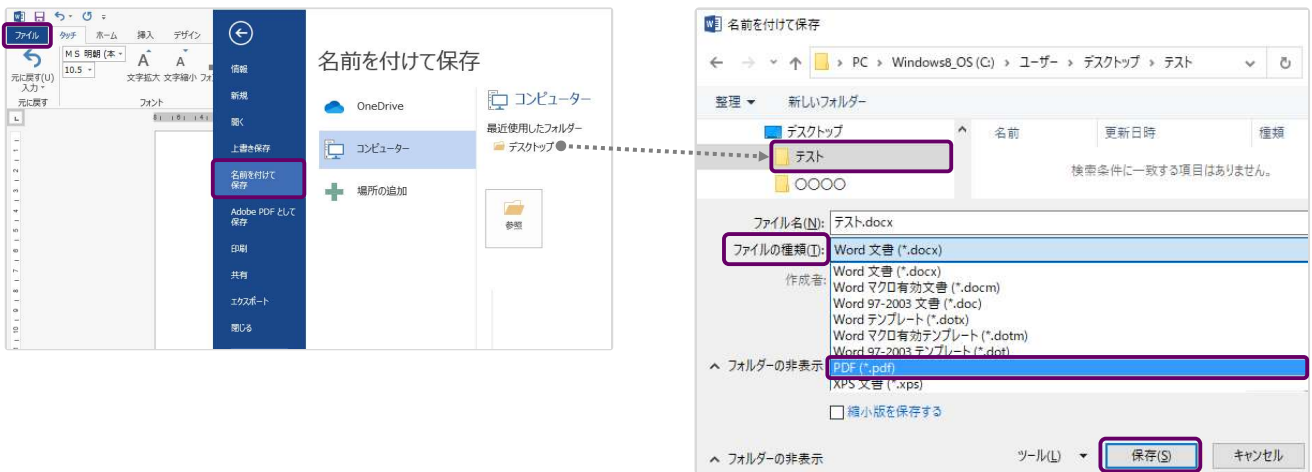 ファイル タッチ ホーム 挿入 デザイン
元に戻す(U)
入力
元に戻す
MS 明朝 (本
10.5
文字拡大 文字縮小 フォ
フォント
L
情報
新規
開く
上書き保存
名前を付けて
保存
Adobe PDF として
保存
印刷
共有
エクスポート
閉じる
名前を付けて保存
OneDrive
コンピューター
場所の追加
コンピューター
最近使用したフォルダー
デスクトップ
参照
名前を付けて保存
PC › Windows8_OS (C:) › ユーザー › デスクトップ › テスト
整理 ▼ 新しいフォルダー
デスクトップ
テスト
〇〇〇〇
名前 更新日時 種類
検索条件に一致する項目はありません。
ファイル名(N): テスト.docx
ファイルの種類(T): Word 文書 (*.docx)
作成者:
Word 文書 (*.docx)
Word マクロ有効文書 (*.docm)
Word 97-2003 文書 (*.doc)
Word テンプレート (*.dotx)
Word マクロ有効テンプレート (*.dotm)
Word 97-2003 テンプレート (*.dot)
PDF (*.pdf)
XPS 文書 (*.xps)
フォルダーの非表示
縮小版を保存する
フォルダーの非表示
ツール(L) ▼ 保存(S) キャンセル